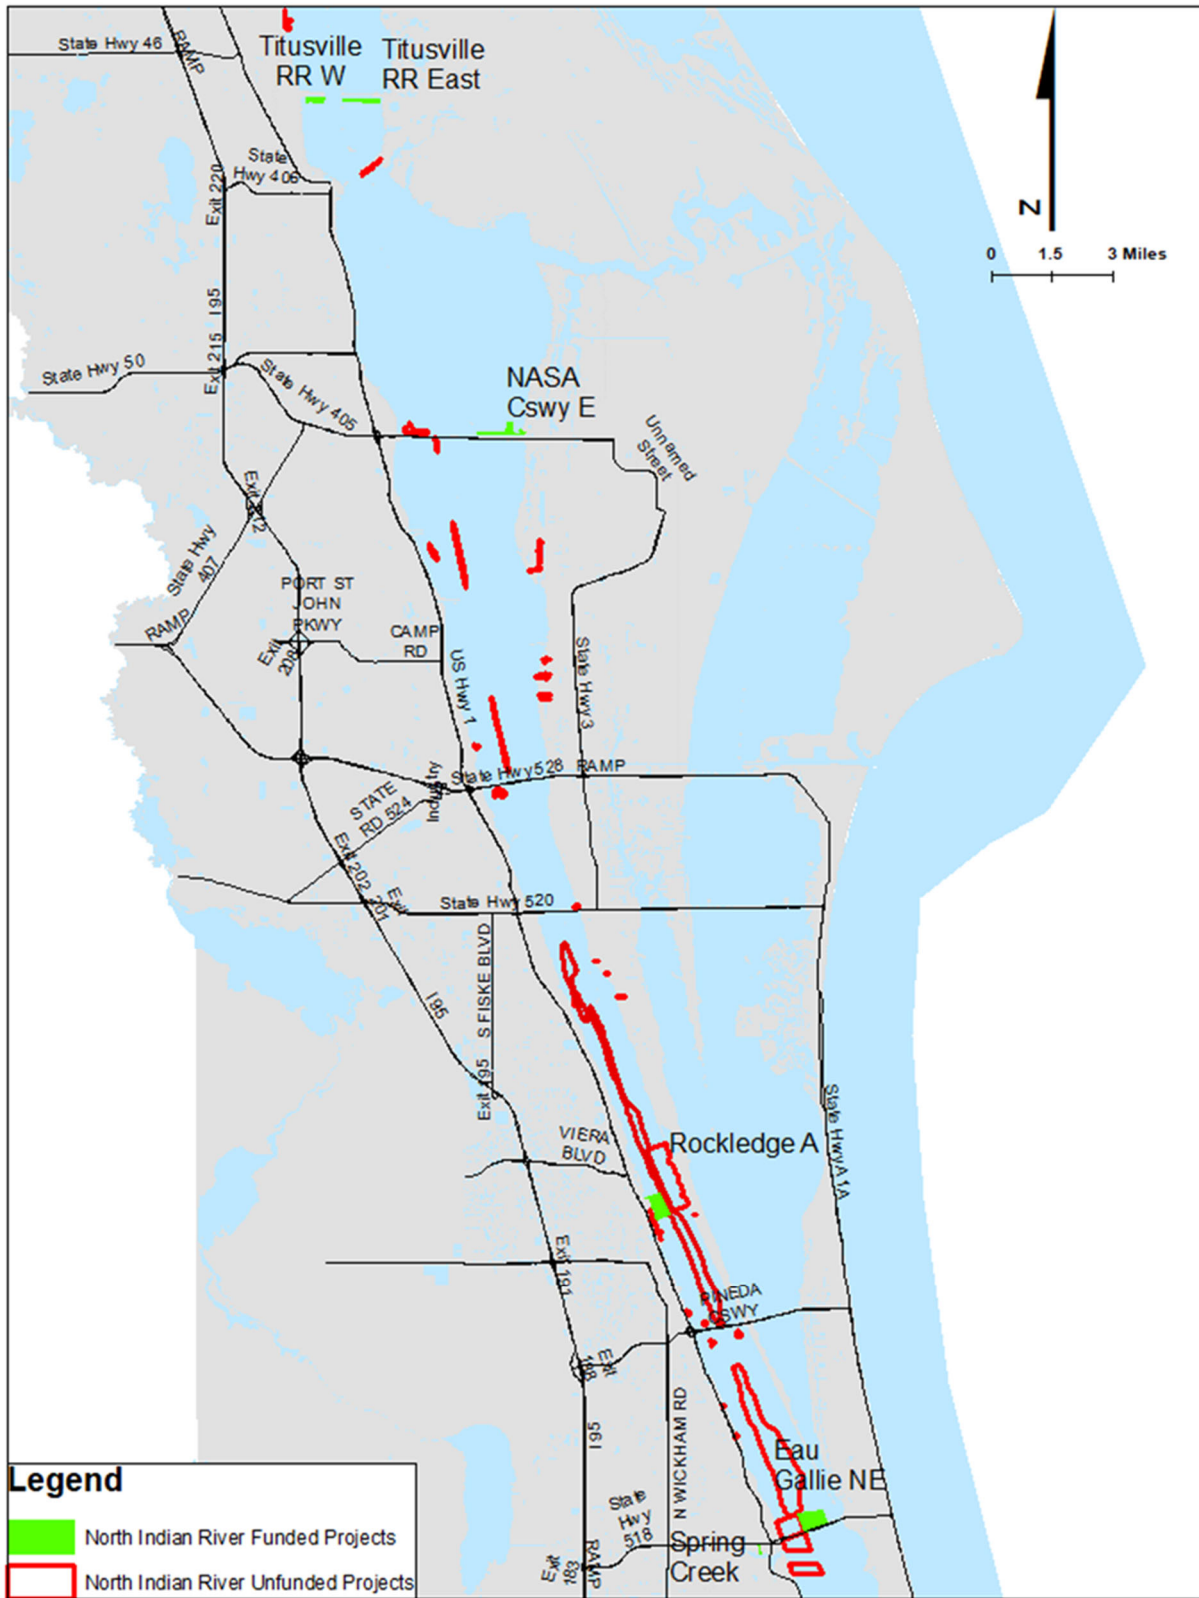 State Hwy 46
RAMP
Titusville
RR W
Titusville
RR East
Z
0 1.5 3 Miles
State
Hwy 406
Exit 220
I95
Exit 215
State Hwy 50
State Hwy 405
NASA
Cswy E
Unnamed
Street
Exit 212
State Hwy
407
RAMP
PORT ST
JOHN
PKWY
Exit
208
CAMP
RD
US Hwy 1
State Hwy 3
State Hwy 528
RAMP
Industry
STATE
RD 524
Exit 202
Exit
201
State Hwy 520
S FISKE BLVD
I95
Exit 195
VIERA
BLVD
Rockledge A
State Hwy A1A
Exit 191
PINEDA
CSWY
Exit
188
I95
N WICKHAM RD
Eau
Gallie NE
State
Hwy
518
Spring
Creek
Exit
183
RAMP
Legend
North Indian River Funded Projects
North Indian River Unfunded Projects